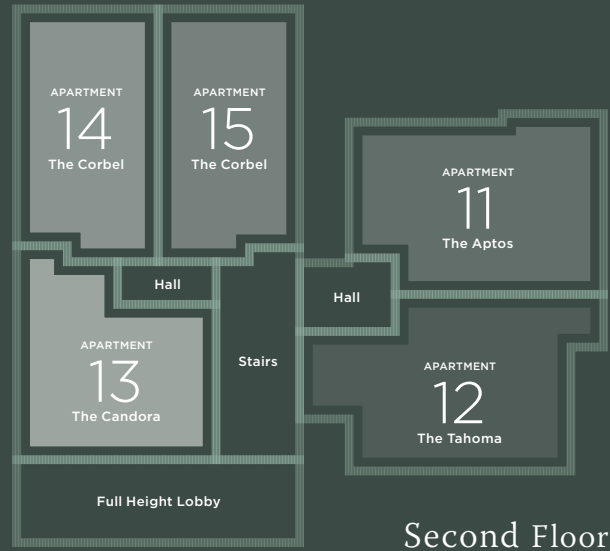 APARTMENT
14
The Corbel
APARTMENT
15
The Corbel
APARTMENT
11
The Aptos
Hall
Hall
Stairs
APARTMENT
13
The Candora
APARTMENT
12
The Tahoma
Full Height Lobby
Second Floor